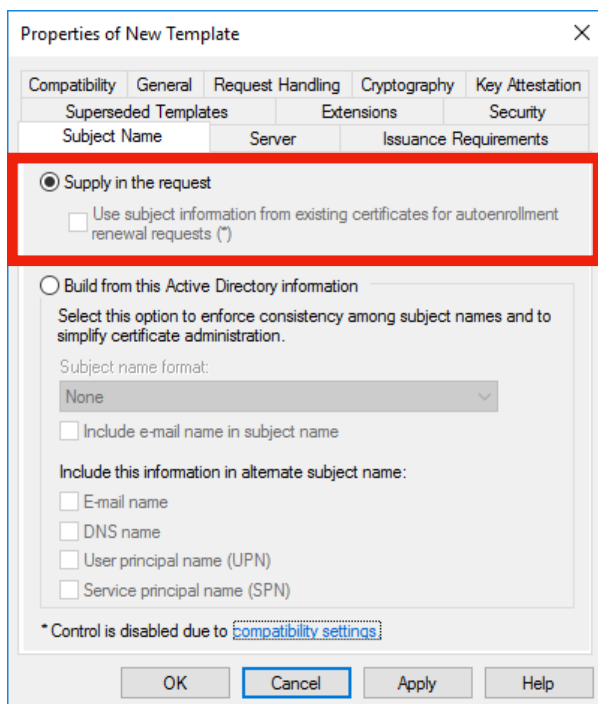 Properties of New Template
Compatibility General Request Handling Cryptography Key Attestation
Superseded Templates Extensions Security
Subject Name Server Issuance Requirements
Supply in the request
Use subject information from existing certificates for autoenrollment
renewal requests (*)
Build from this Active Directory information
Select this option to enforce consistency among subject names and to
simplify certificate administration.
Subject name format:
None
Include e-mail name in subject name
Include this information in alternate subject name:
E-mail name
DNS name
User principal name (UPN)
Service principal name (SPN)
* Control is disabled due to compatibility settings.
OK Cancel Apply Help